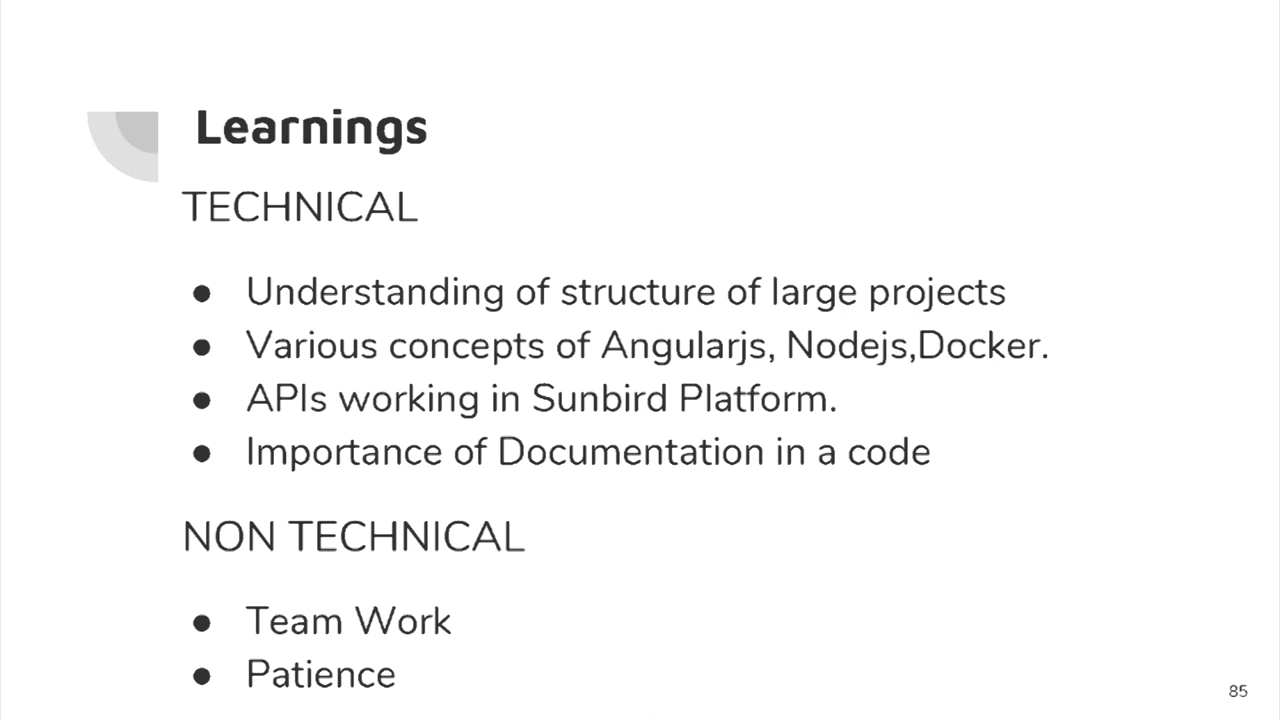 Learnings
TECHNICAL
● Understanding of structure of large projects
● Various concepts of Angularjs, Nodejs,Docker.
● APIs working in Sunbird Platform.
● Importance of Documentation in a code
NON TECHNICAL
● Team Work
● Patience
85